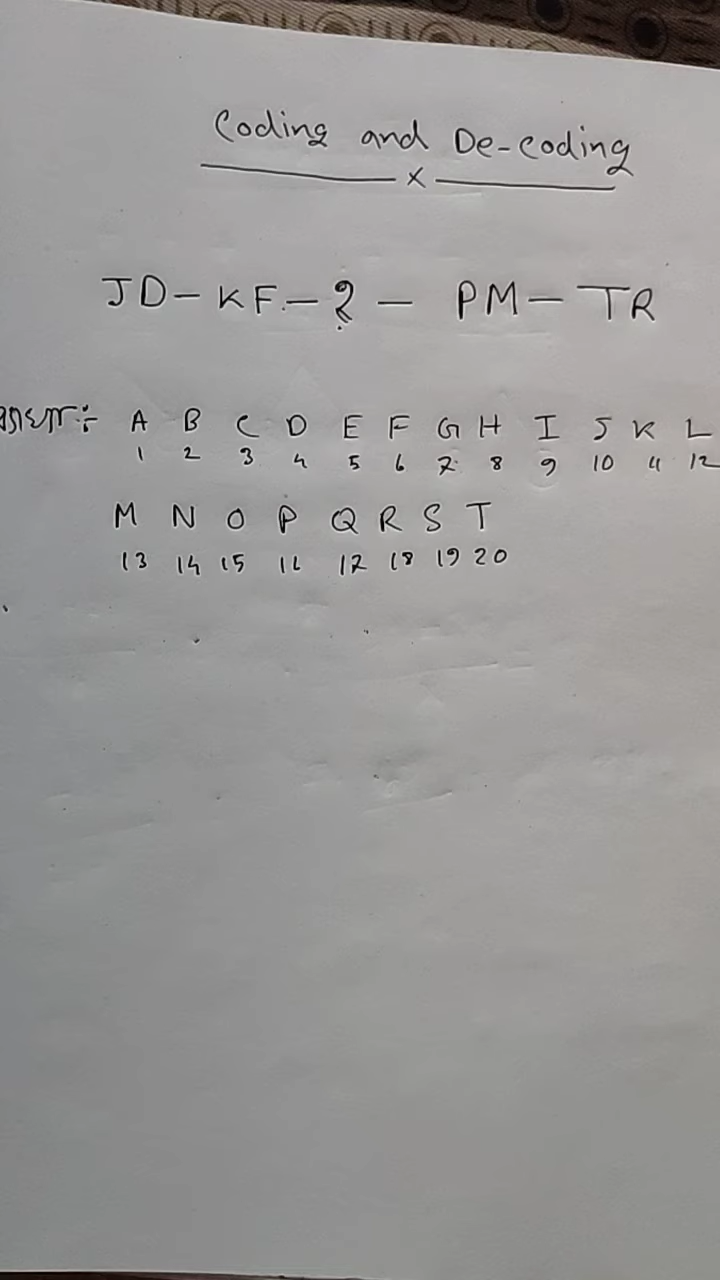 Coding and De-coding
x
JD – KF – ? – PM – TR
A B C D E F G H I J K L
1 2 3 4 5 6 7 8 9 10 11 12
M N O P Q R S T
13 14 15 16 17 18 19 20